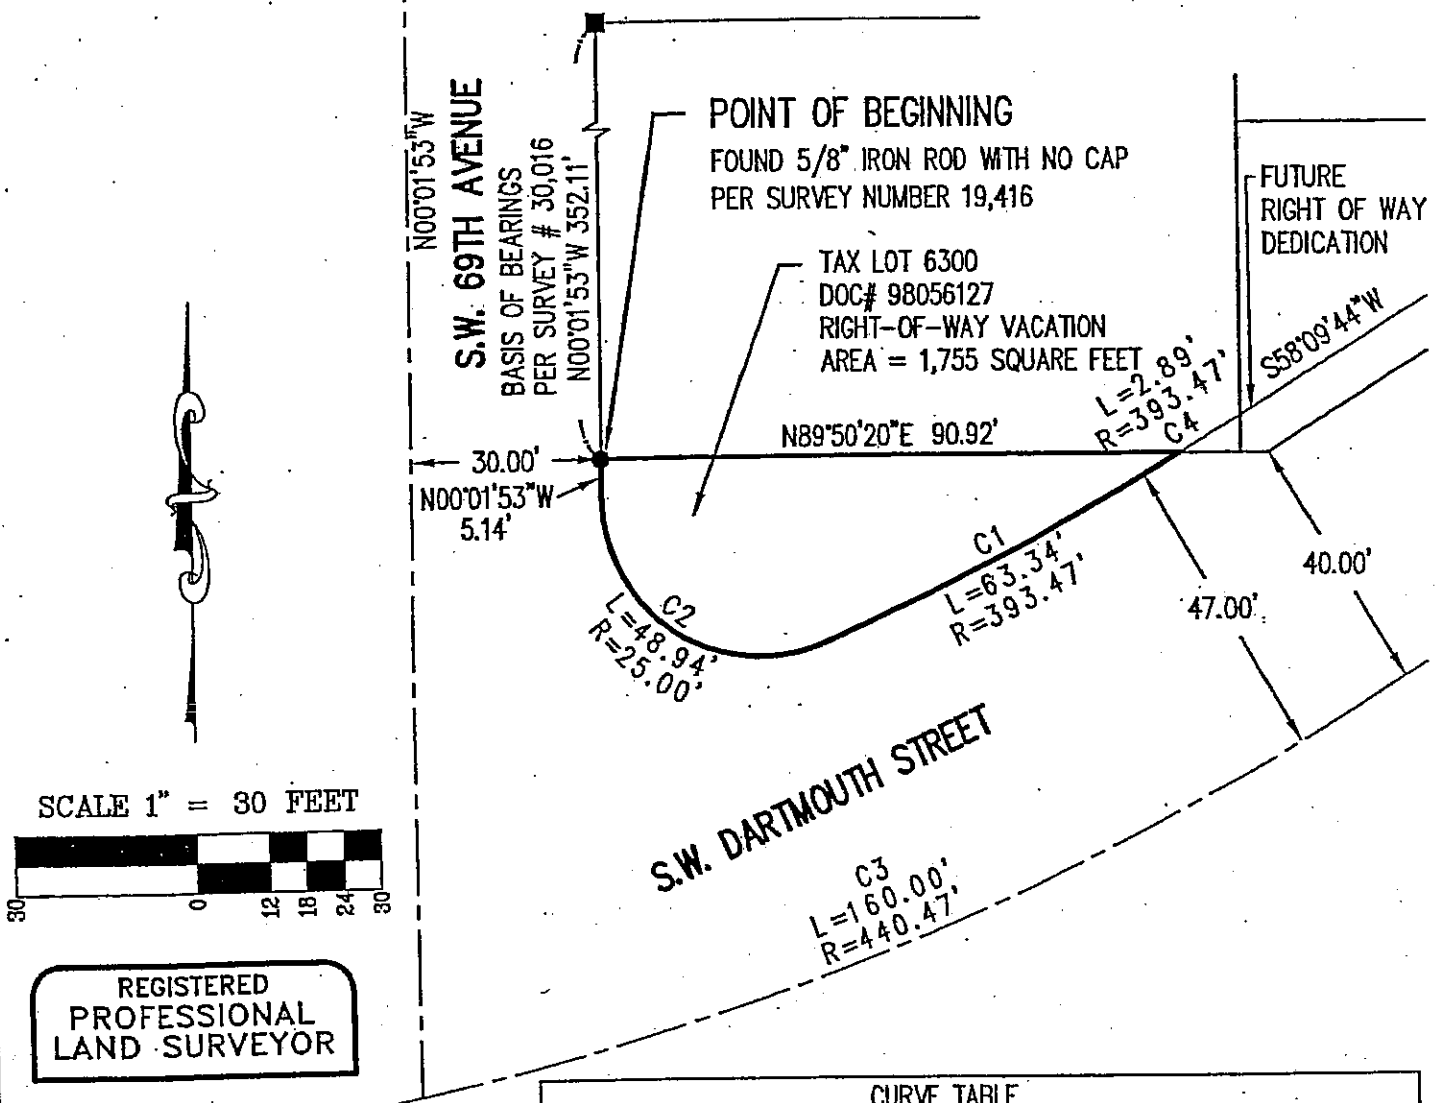 N00°01'53"W
S.W. 69TH AVENUE
BASIS OF BEARINGS
PER SURVEY # 30,016
N00°01'53"W 352.11'
POINT OF BEGINNING
FOUND 5/8" IRON ROD WITH NO CAP
PER SURVEY NUMBER 19,416
FUTURE
RIGHT OF WAY
DEDICATION
TAX LOT 6300
DOC# 98056127
RIGHT-OF-WAY VACATION
AREA = 1,755 SQUARE FEET
L=2.89'
R=393.47'
C4
S58°09'44"W
N89°50'20"E 90.92'
30.00'
N00°01'53"W
5.14'
C1
L=63.34'
R=393.47'
40.00'
47.00'
C2
L=48.94'
R=25.00'
S.W. DARTMOUTH STREET
C3
L=160.00'
R=440.47'
SCALE 1" = 30 FEET
30 0 12 18 24 30
REGISTERED
PROFESSIONAL
LAND SURVEYOR
CURVE TABLE